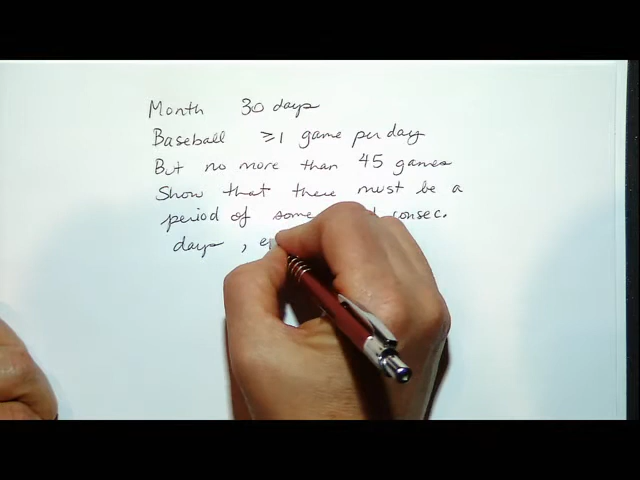 Month 30 days
Baseball ≥1 game per day
But no more than 45 games
Show that there must be a
period of some consec.
days ,